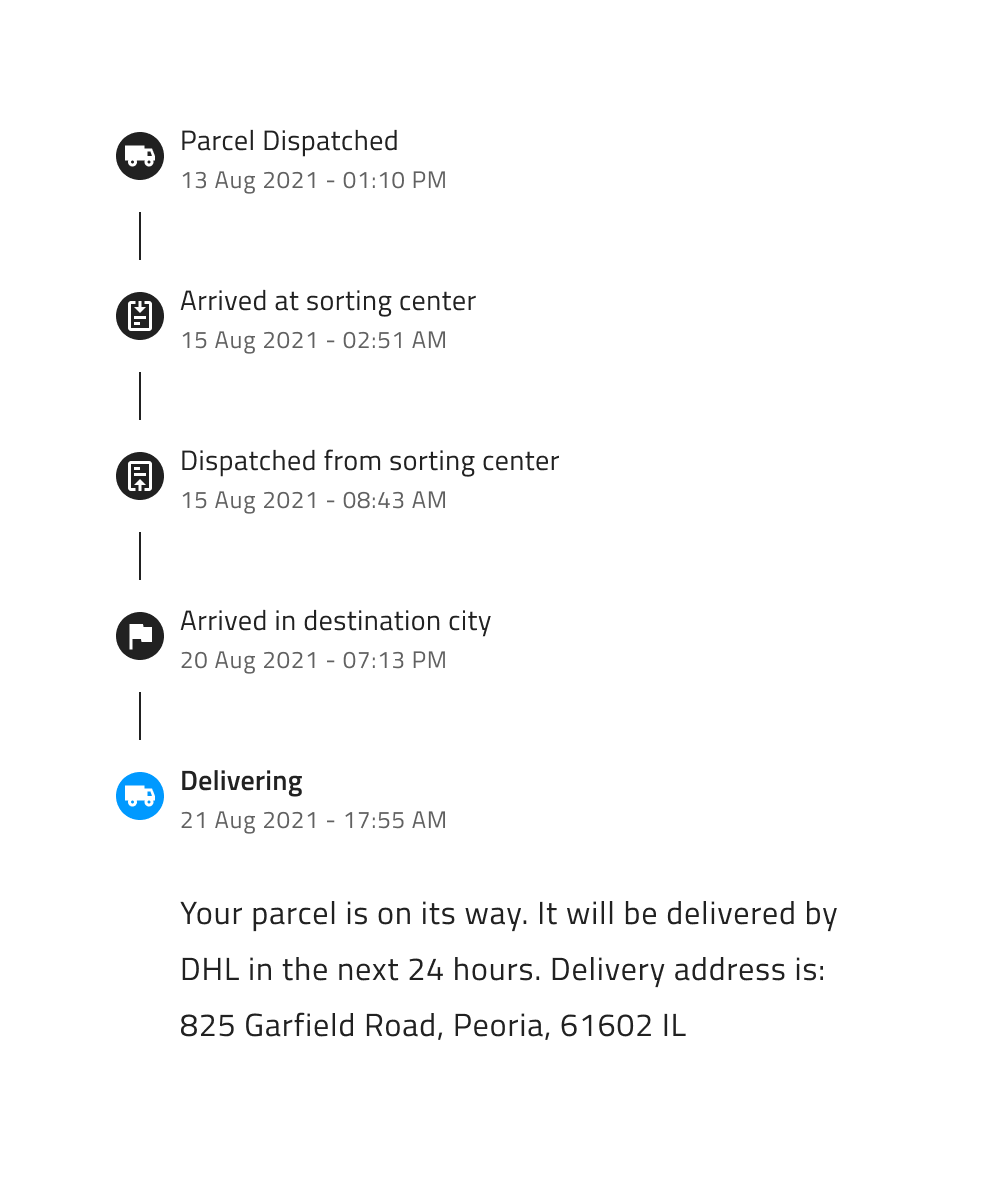 Parcel Dispatched
13 Aug 2021 - 01:10 PM
Arrived at sorting center
15 Aug 2021 - 02:51 AM
Dispatched from sorting center
15 Aug 2021 - 08:43 AM
Arrived in destination city
20 Aug 2021 - 07:13 PM
Delivering
21 Aug 2021 - 17:55 AM
Your parcel is on its way. It will be delivered by
DHL in the next 24 hours. Delivery address is:
825 Garfield Road, Peoria, 61602 IL